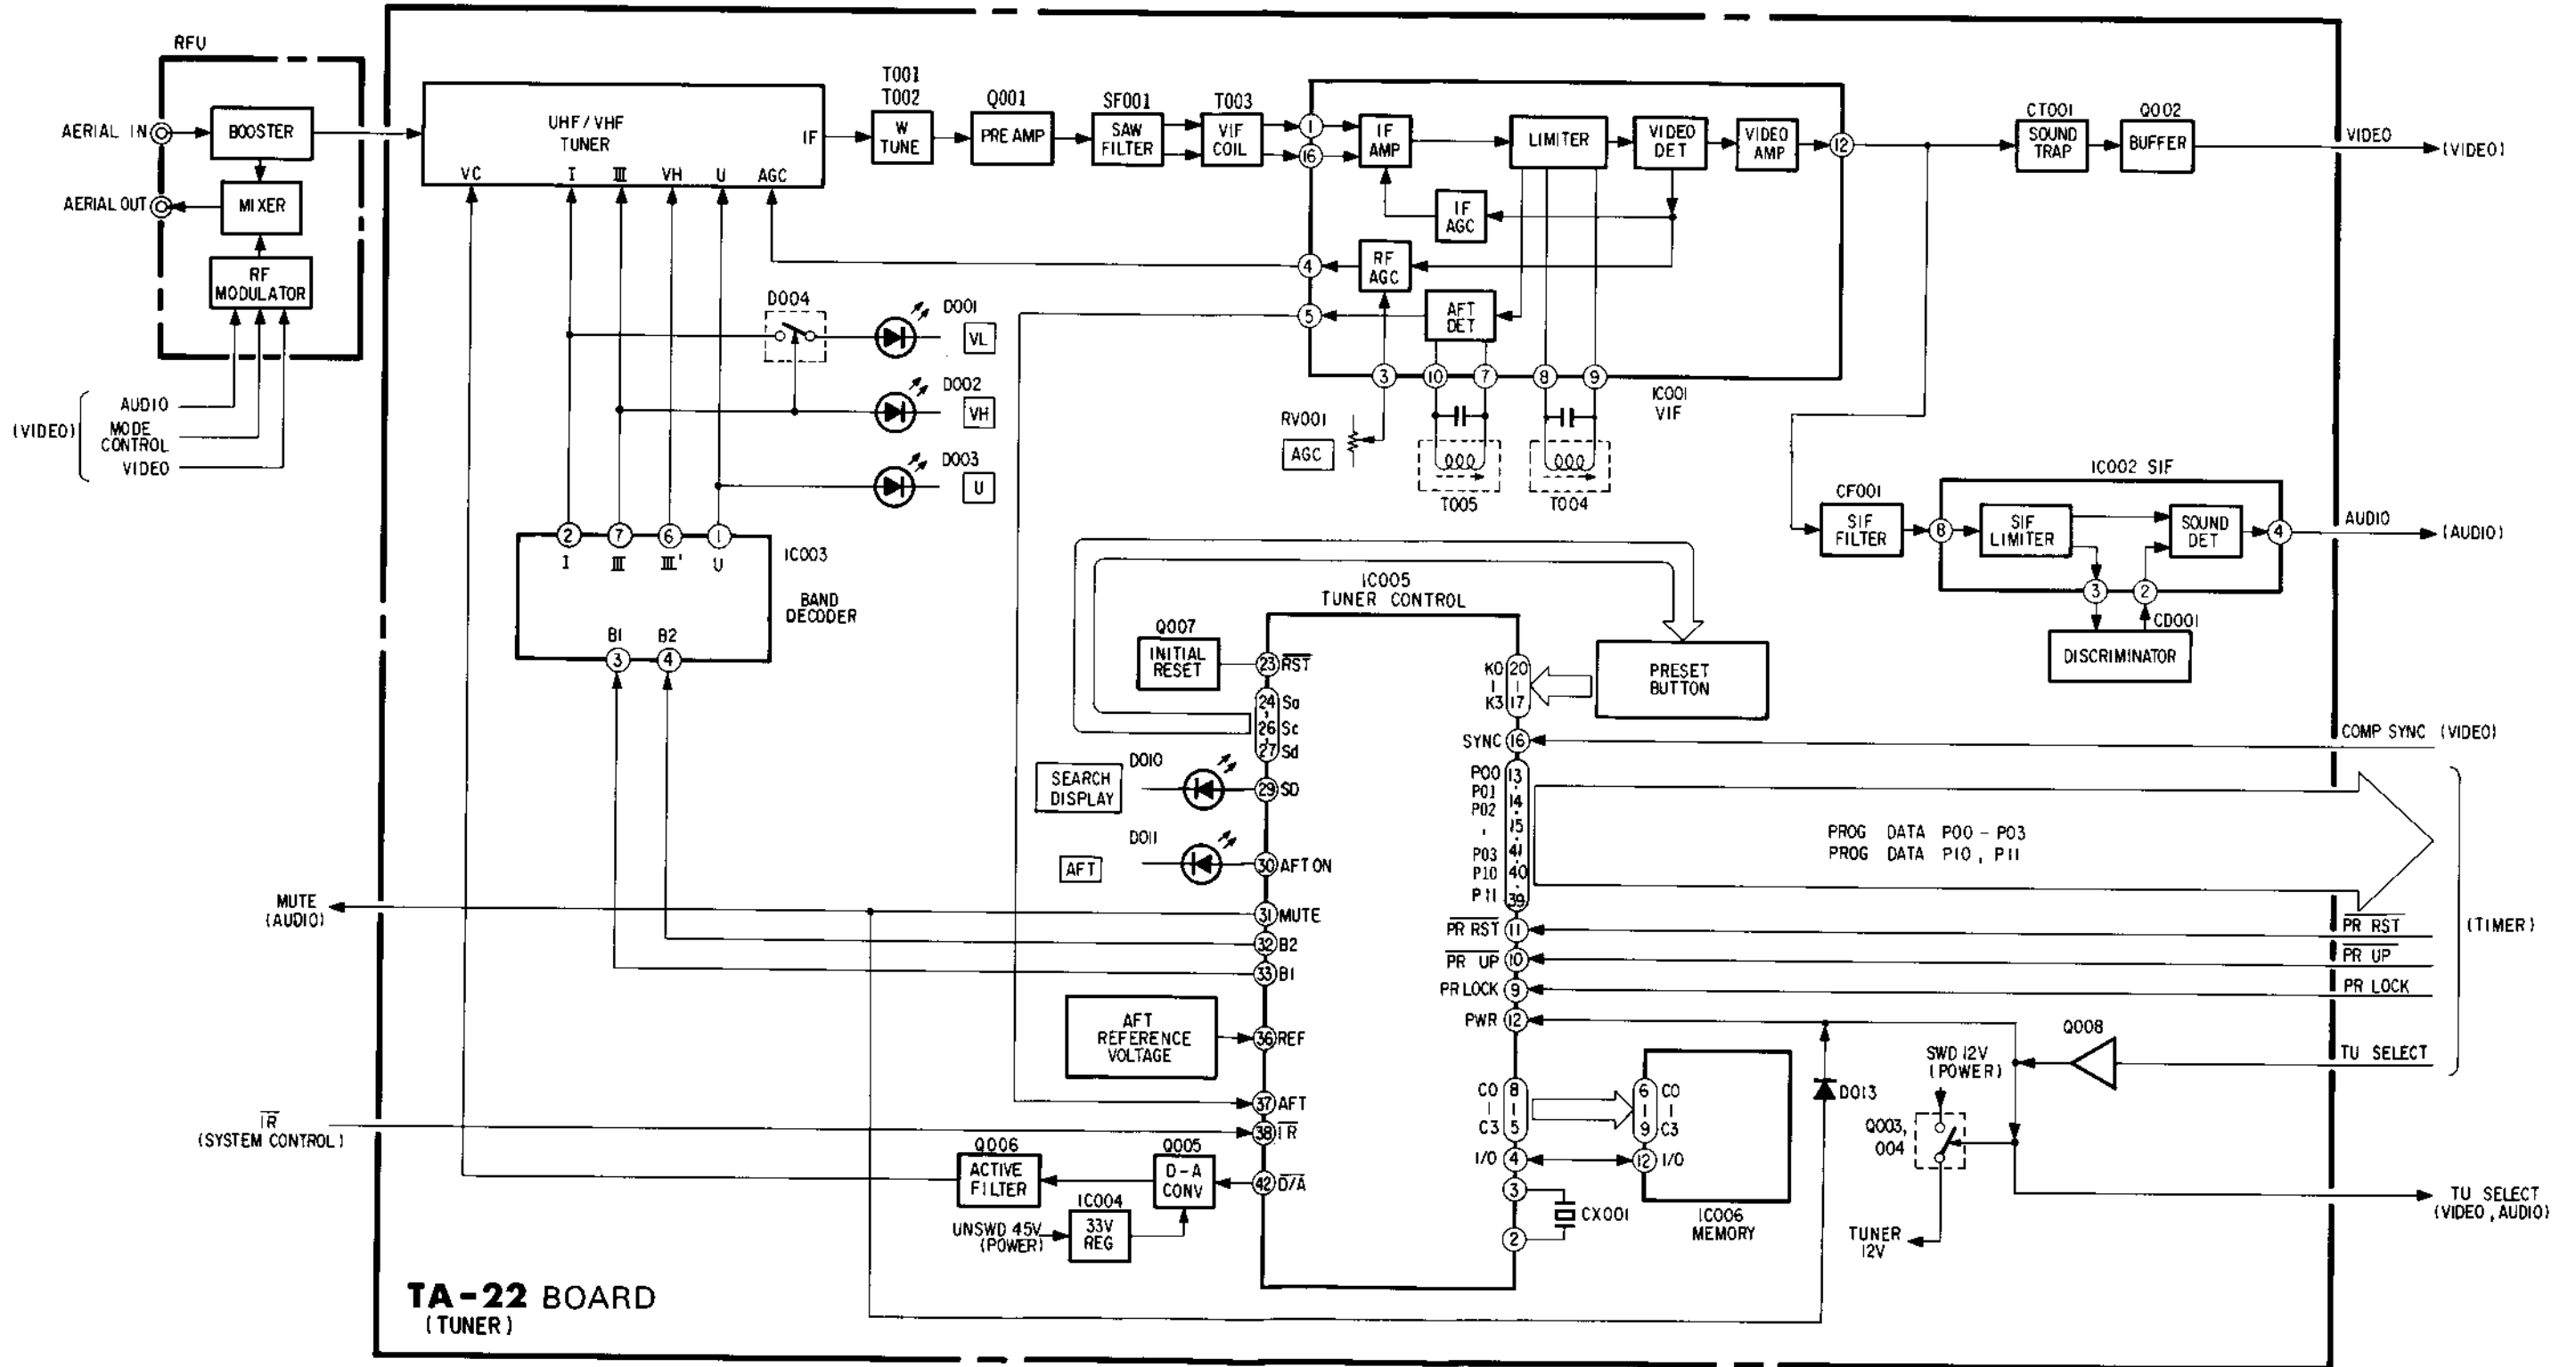 RFU
AERIAL IN
BOOSTER
AERIAL OUT
MIXER
RF
MODULATOR
(VIDEO)
AUDIO
MODE
CONTROL
VIDEO
UHF/VHF
TUNER
IF
VC
I
III
VH
U
AGC
T001
T002
W
TUNE
Q001
PRE AMP
SF001
SAW
FILTER
T003
VIF
COIL
1
16
IF
AMP
LIMITER
VIDEO
DET
VIDEO
AMP
12
IF
AGC
4
RF
AGC
5
AFT
DET
3
10
7
8
9
IC001
VIF
RV001
AGC
T005
T004
CT001
SOUND
TRAP
Q002
BUFFER
VIDEO
(VIDEO)
D004
D001
VL
D002
VH
D003
U
2
7
6
1
I
III
III'
U
IC003
BAND
DECODER
B1
B2
3
4
CF001
SIF
FILTER
IC002 SIF
8
SIF
LIMITER
SOUND
DET
4
AUDIO
(AUDIO)
3
2
CD001
DISCRIMINATOR
IC005
TUNER CONTROL
Q007
INITIAL
RESET
23 RST
24 Sa
26 Sc
27 Sd
D010
SEARCH
DISPLAY
29 SD
D011
AFT
30 AFT ON
MUTE
(AUDIO)
31 MUTE
32 B2
33 B1
AFT
REFERENCE
VOLTAGE
36 REF
37 AFT
IR
(SYSTEM CONTROL)
38 IR
Q006
ACTIVE
FILTER
Q005
D-A
CONV
42 D/A
IC004
UNSWD 45V
(POWER)
33V
REG
K0 20
K3 17
PRESET
BUTTON
SYNC 16
COMP SYNC (VIDEO)
P00 13
P01
14
P02
15
P03 41
P10 40
P11 39
PROG DATA P00 - P03
PROG DATA P10, P11
PR RST 11
PR RST
(TIMER)
PR UP 10
PR UP
PR LOCK 9
PR LOCK
PWR 12
Q008
TU SELECT
SWD 12V
(POWER)
D013
C0 8
C3 5
6 C0
9 C3
I/O 4
12 I/O
Q003,
004
3
CX001
2
IC006
MEMORY
TUNER
12V
TU SELECT
(VIDEO, AUDIO)
TA-22 BOARD
(TUNER)